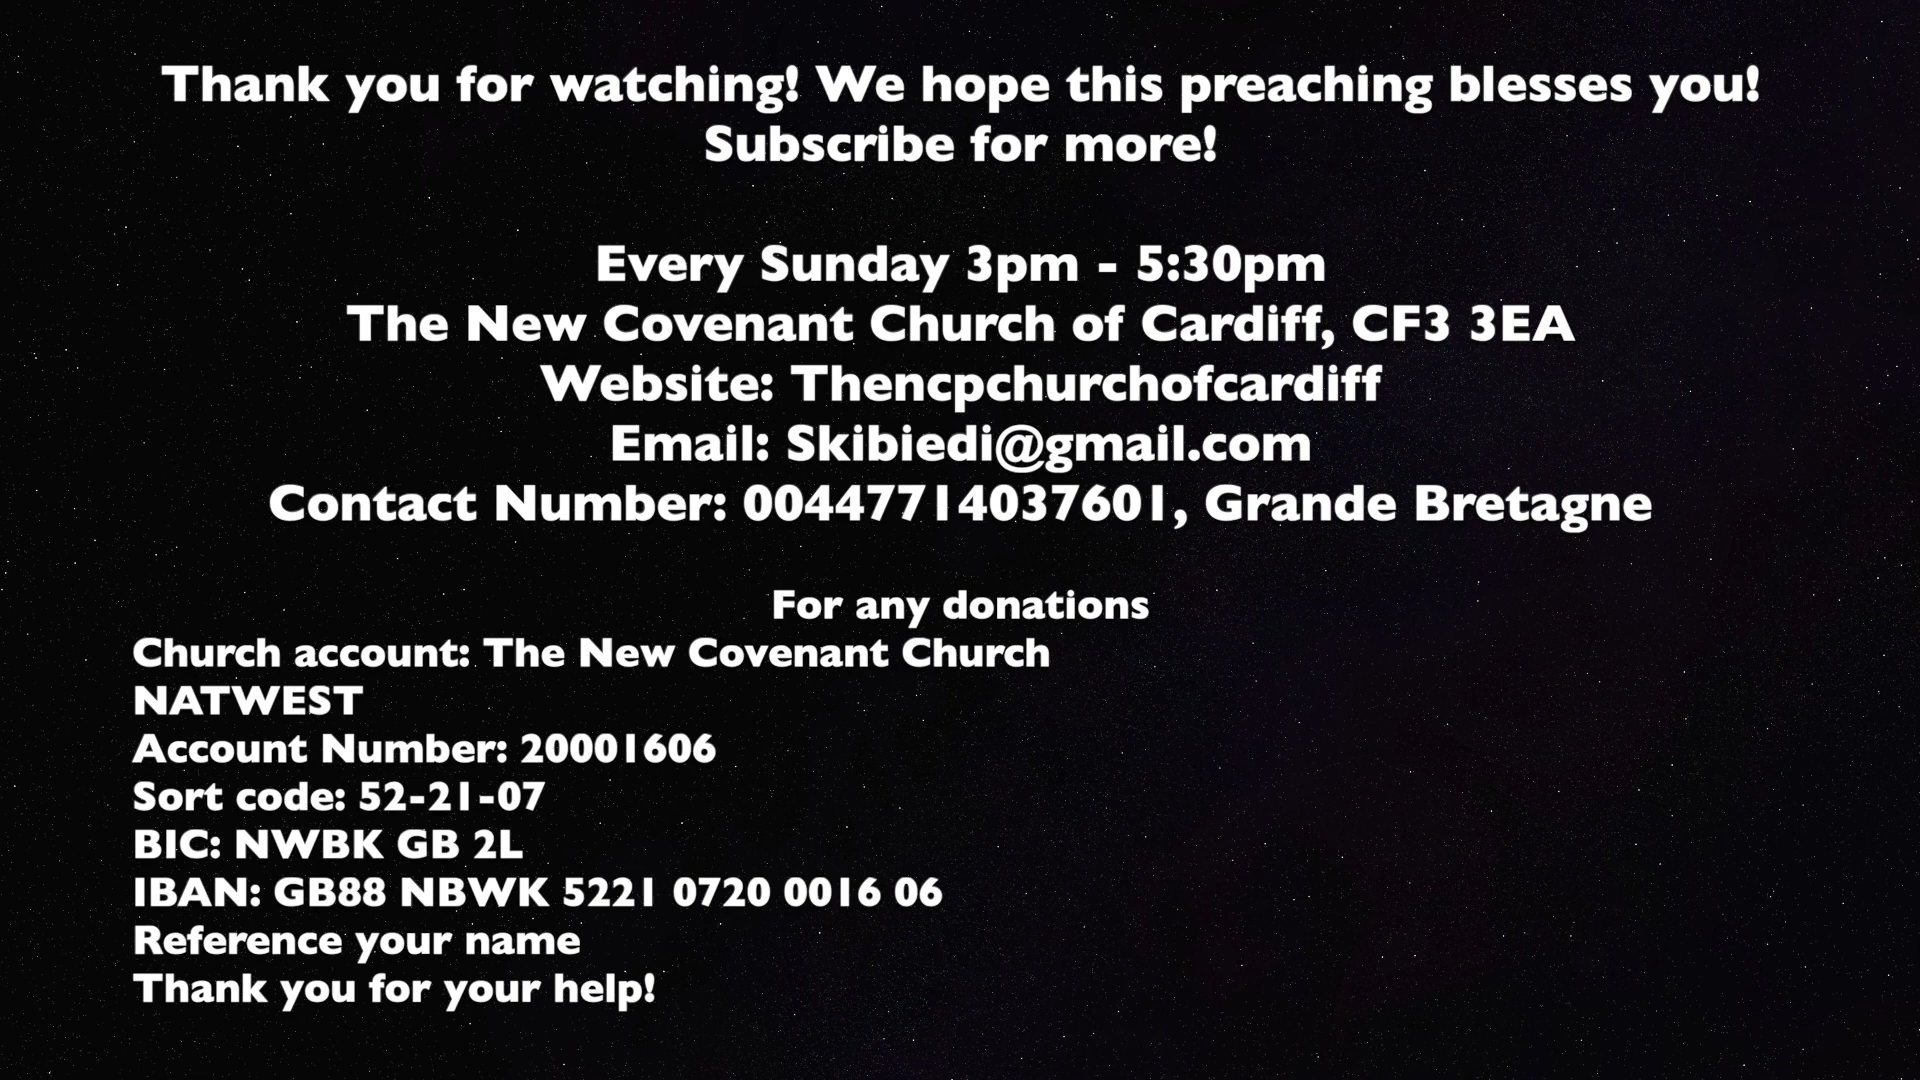 Thank you for watching! We hope this preaching blesses you!
Subscribe for more!
Every Sunday 3pm - 5:30pm
The New Covenant Church of Cardiff, CF3 3EA
Website: Thencpchurchofcardiff
Email: Skibiedi@gmail.com
Contact Number: 00447714037601, Grande Bretagne
For any donations
Church account: The New Covenant Church
NATWEST
Account Number: 20001606
Sort code: 52-21-07
BIC: NWBK GB 2L
IBAN: GB88 NBWK 5221 0720 0016 06
Reference your name
Thank you for your help!